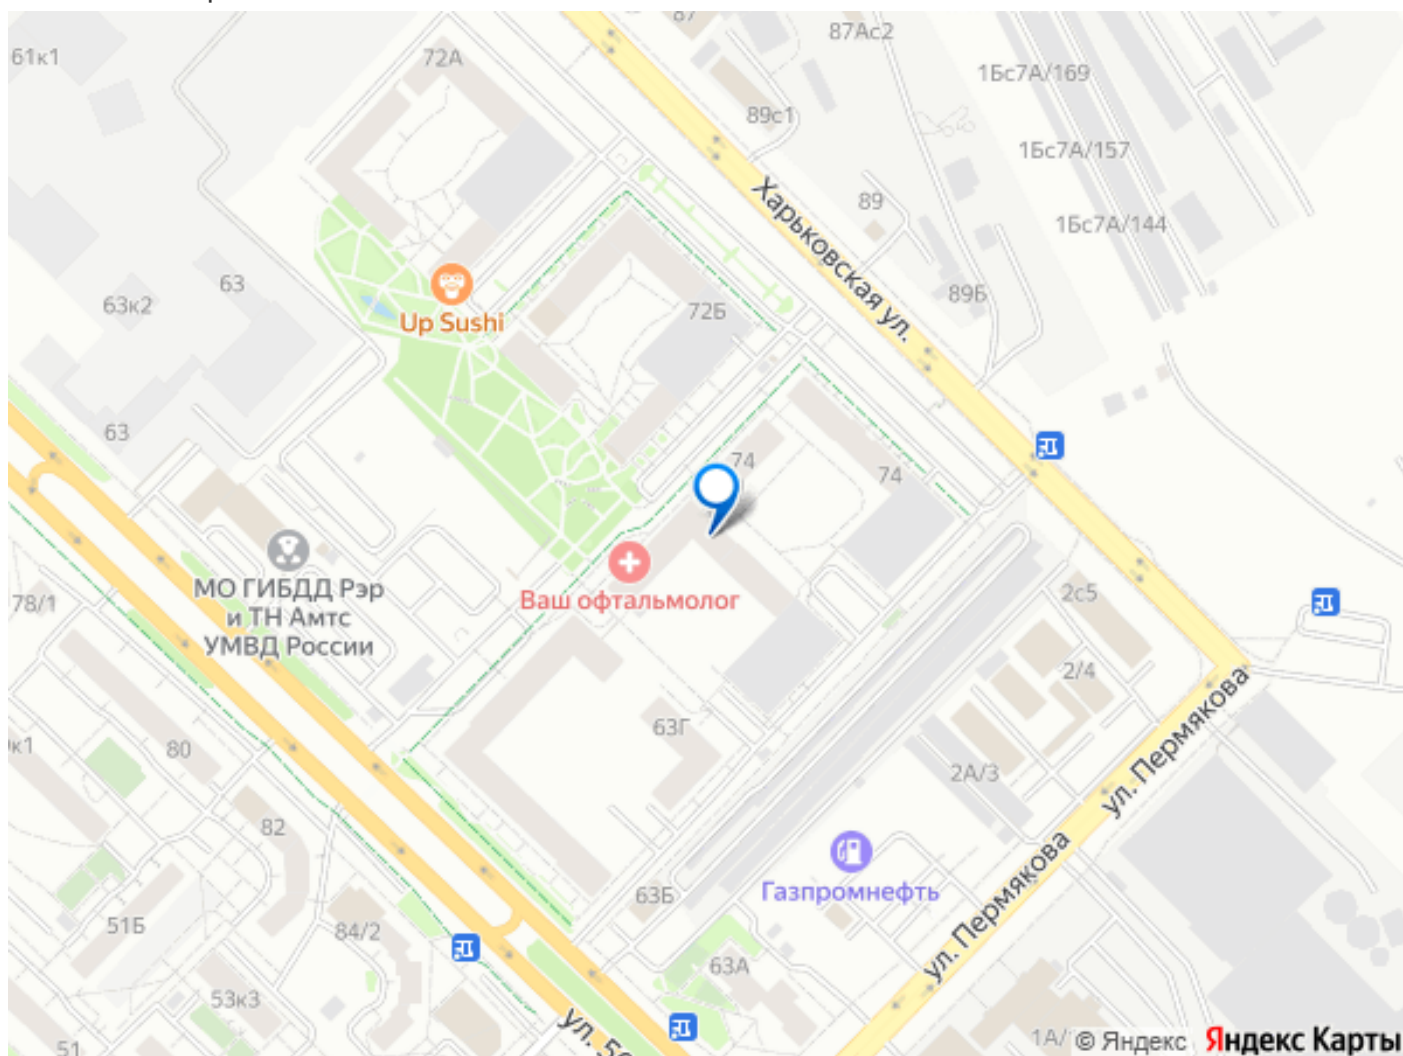 87
87Ас2
61к1
72А
1Бс7А/169
89с1
1Бс7А/157
Харьковская ул.
89
1Бс7А/144
63
63к2
89Б
72Б
Up Sushi
63
74
74
МО ГИБДД Рэр
и ТН Амтс
УМВД России
Ваш офтальмолог
78/1
2с5
2/4
63Г
ул. Пермякова
80
2А/3
82
Газпромнефть
63Б
51Б
84/2
ул. Пермякова
63А
53к3
ул.
51
1А/
© Яндекс
Яндекс Карты